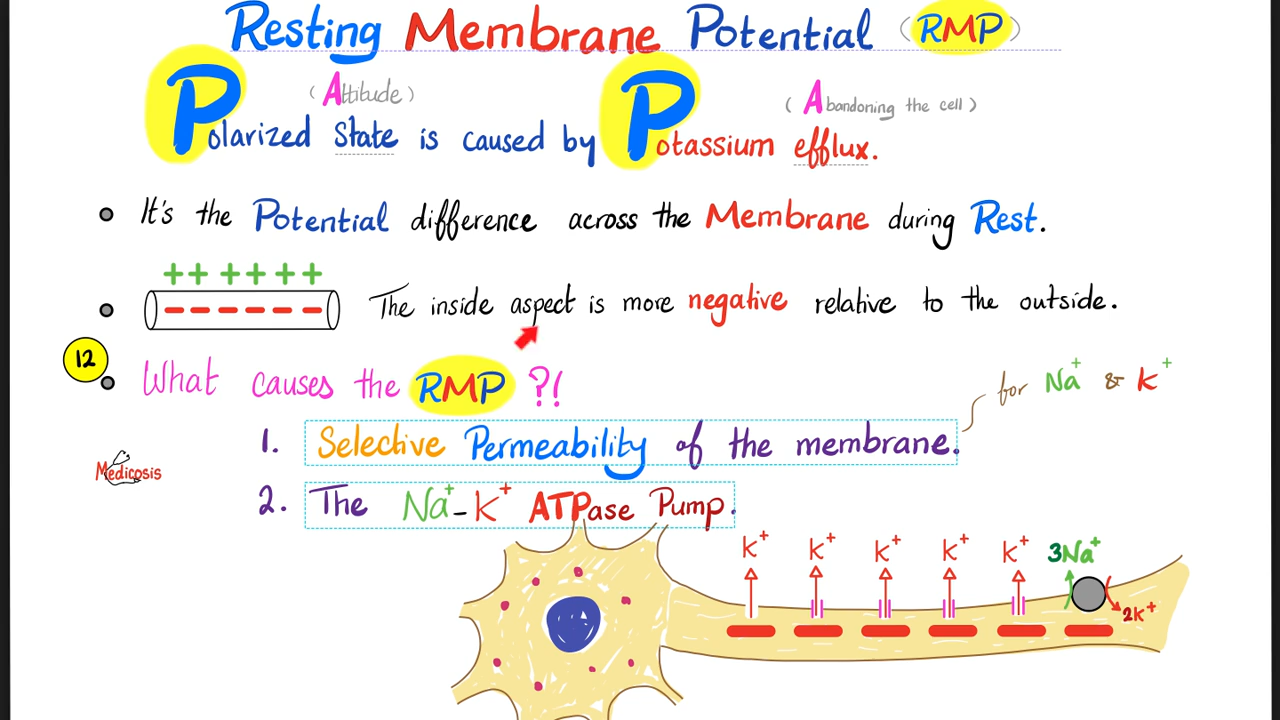 Resting Membrane Potential (RMP)
(Attitude)
(Abandoning the cell)
Polarized State is caused by Potassium efflux.
It's the Potential difference across the Membrane during Rest.
++ ++ ++
- - - - - -
The inside aspect is more negative relative to the outside.
12
What causes the RMP ?!
for Na+ & K+
1. Selective Permeability of the membrane.
Medicosis
2. The Na+-K+ ATPase Pump.
K+ K+ K+ K+ K+ 3Na+
2K+